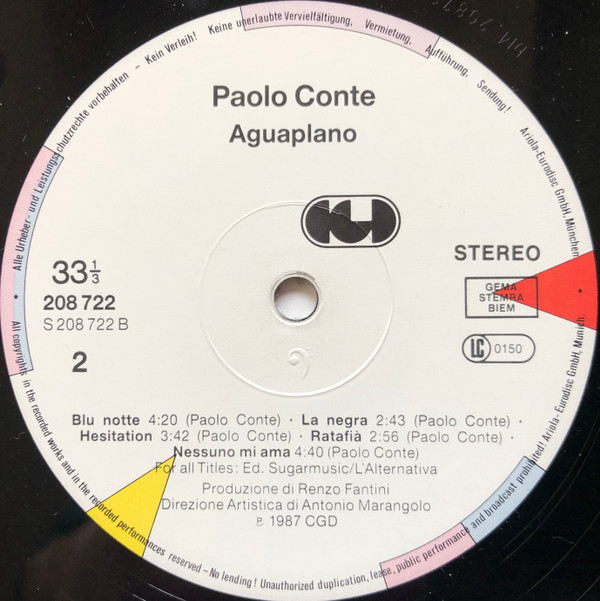 Alle Urheber- und Leistungsschutzrechte vorbehalten - Kein Verleih! Keine unerlaubte Vervielfältigung, Vermietung, Aufführung, Sendung!
Ariola-Eurodisc GmbH, München
Paolo Conte
Aguaplano
33 1/3
208 722
S 208 722 B
2
STEREO
GEMA
STEMRA
BIEM
LC 0150
Blu notte 4:20 (Paolo Conte) · La negra 2:43 (Paolo Conte) ·
Hesitation 3:42 (Paolo Conte) · Ratafià 2:56 (Paolo Conte) ·
Nessuno mi ama 4:40 (Paolo Conte)
For all Titles: Ed. Sugarmusic/L'Alternativa
Produzione di Renzo Fantini
Direzione Artistica di Antonio Marangolo
℗ 1987 CGD
All copyrights in the recorded works and in the recorded performances reserved - No lending! Unauthorized duplication, lease, public performance and broadcast prohibited! Ariola-Eurodisc GmbH, Munich.